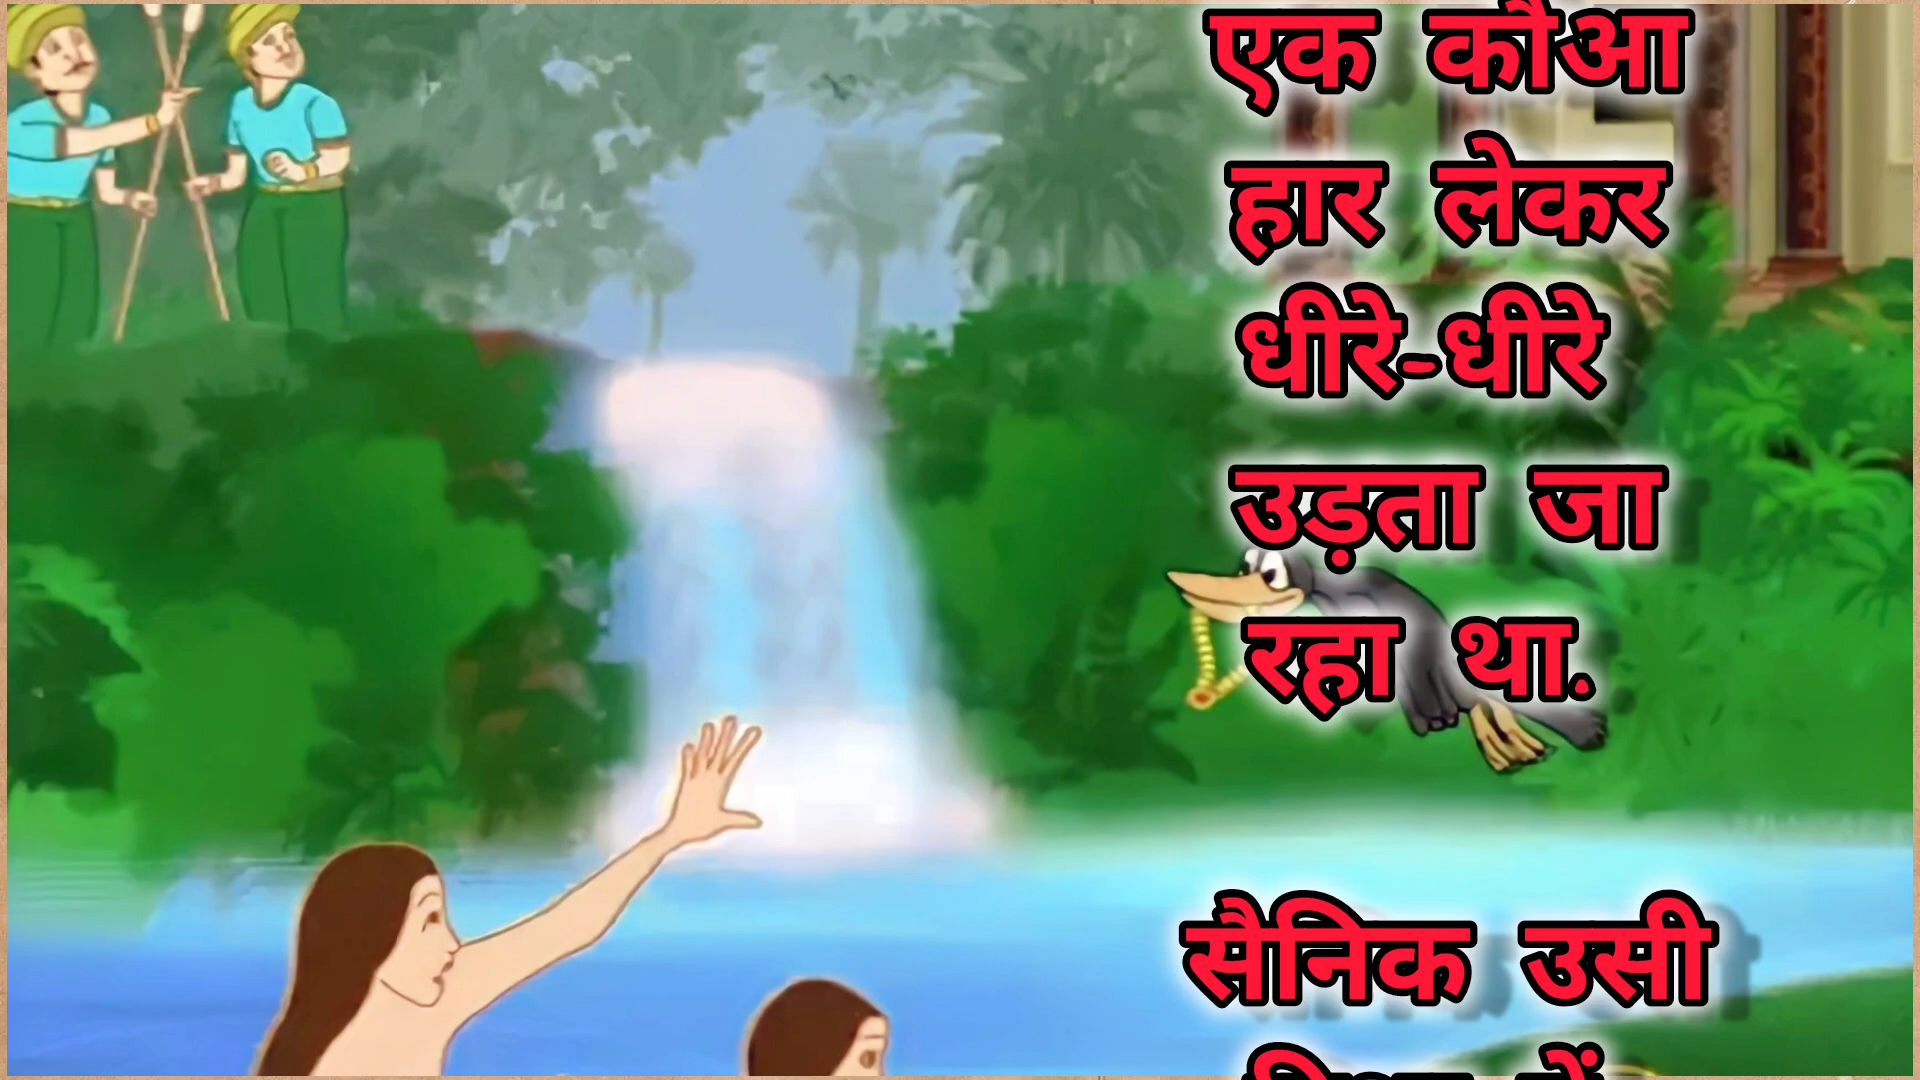 एक कौआ
हार लेकर
धीरे-धीरे
उड़ता जा
रहा था.
सैनिक उसी
में